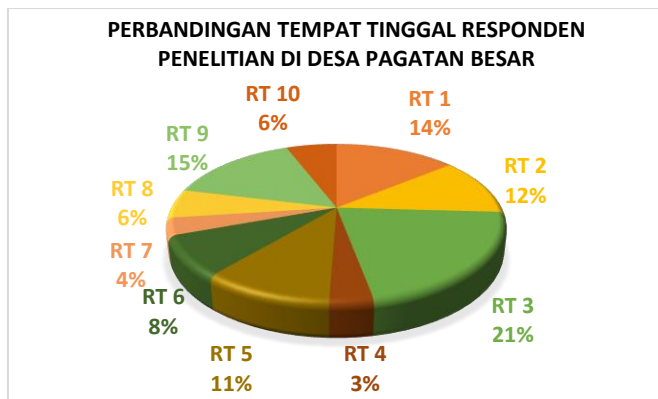 PERBANDINGAN TEMPAT TINGGAL RESPONDEN
PENELITIAN DI DESA PAGATAN BESAR
RT 1
14%
RT 2
12%
RT 3
21%
RT 4
3%
RT 5
11%
RT 6
8%
RT 7
4%
RT 8
6%
RT 9
15%
RT 10
6%